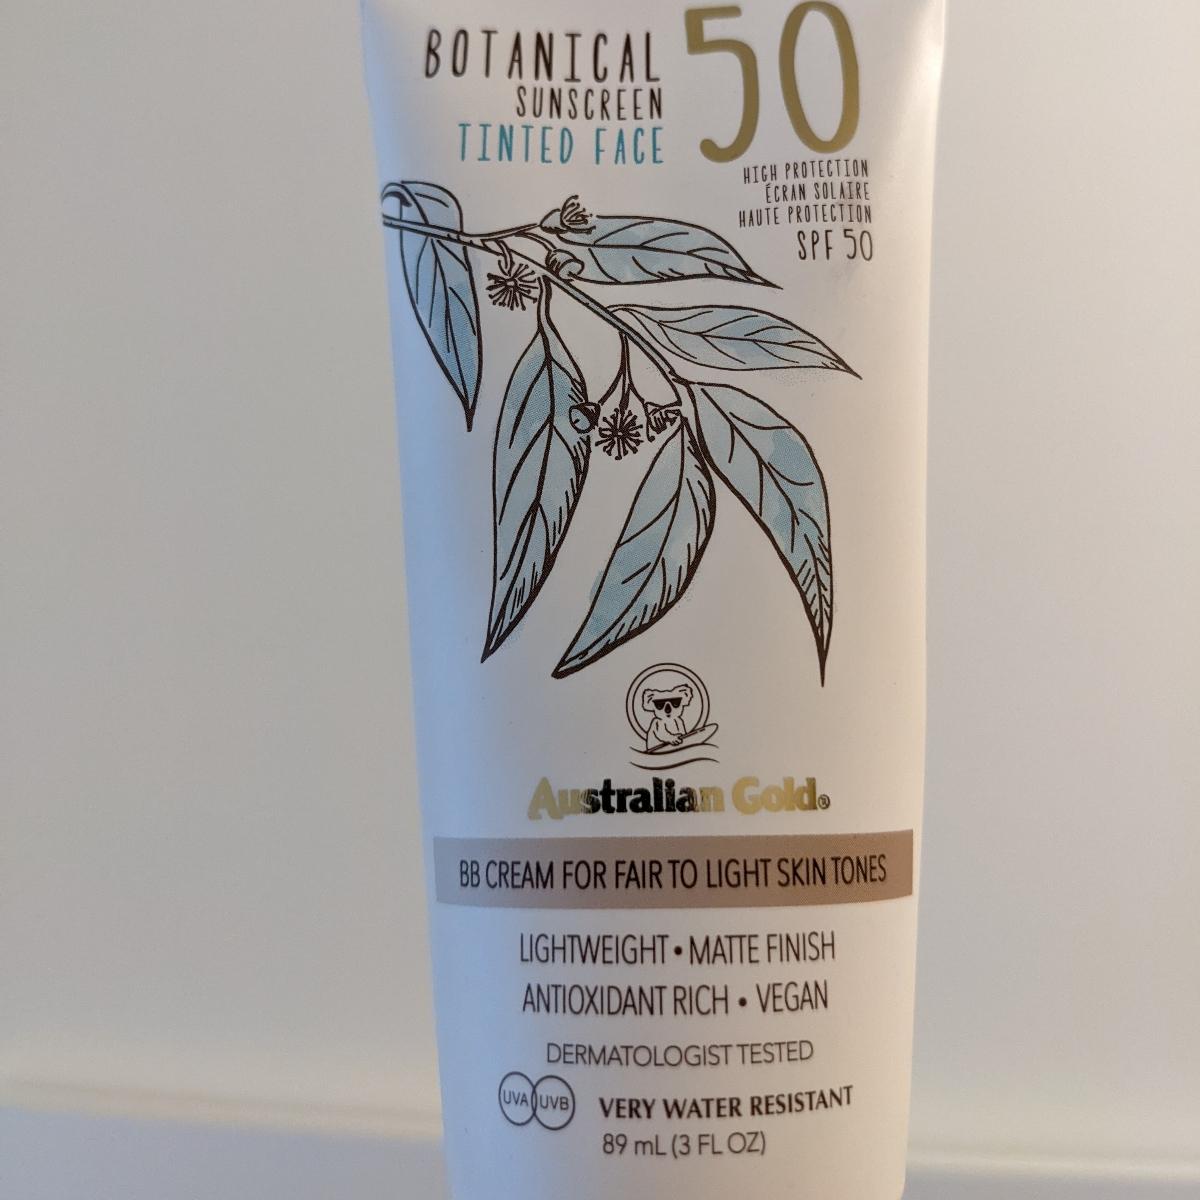 BOTANICAL
SUNSCREEN
TINTED FACE
50
HIGH PROTECTION
ÉCRAN SOLAIRE
HAUTE PROTECTION
SPF 50
Australian Gold®
BB CREAM FOR FAIR TO LIGHT SKIN TONES
LIGHTWEIGHT • MATTE FINISH
ANTIOXIDANT RICH • VEGAN
DERMATOLOGIST TESTED
UVA UVB VERY WATER RESISTANT
89 mL (3 FL OZ)